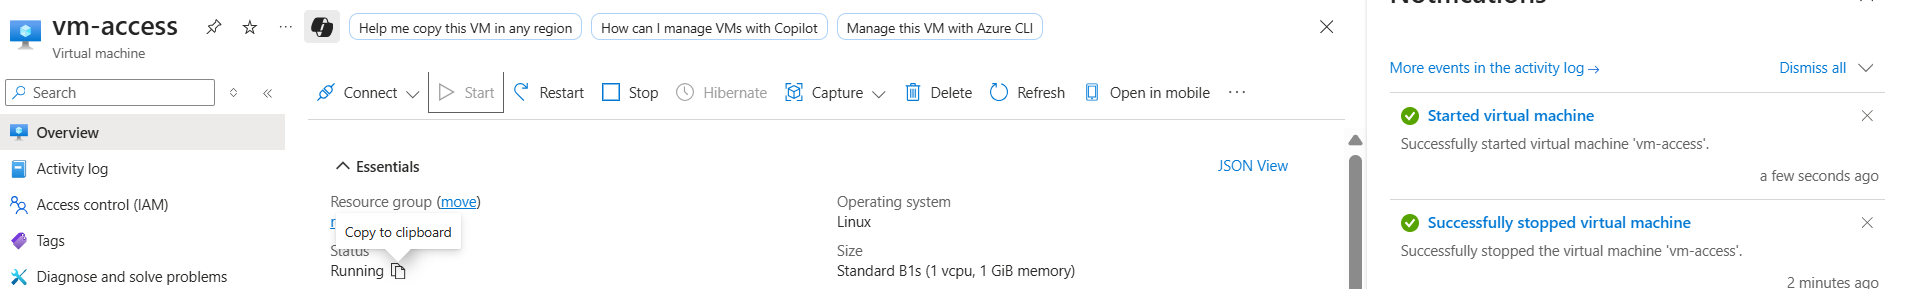 vm-access
Virtual machine
Help me copy this VM in any region
How can I manage VMs with Copilot
Manage this VM with Azure CLI
Search
Connect
Start
Restart
Stop
Hibernate
Capture
Delete
Refresh
Open in mobile
Overview
Activity log
Access control (IAM)
Tags
Diagnose and solve problems
Essentials
JSON View
Resource group (move)
Copy to clipboard
Status
Running
Operating system
Linux
Size
Standard B1s (1 vcpu, 1 GiB memory)
Notifications
More events in the activity log →
Dismiss all
Started virtual machine
Successfully started virtual machine 'vm-access'.
a few seconds ago
Successfully stopped virtual machine
Successfully stopped the virtual machine 'vm-access'.
2 minutes ago